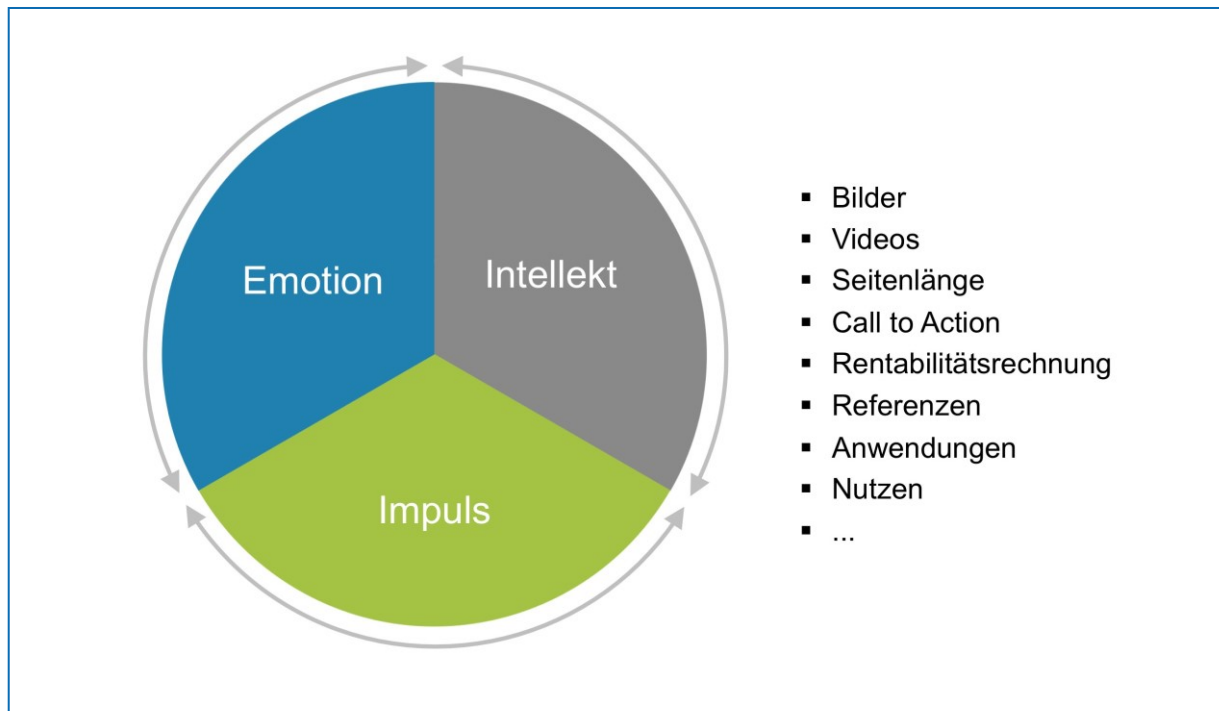 Emotion
Intellekt
Impuls
▪ Bilder
▪ Videos
▪ Seitenlänge
▪ Call to Action
▪ Rentabilitätsrechnung
▪ Referenzen
▪ Anwendungen
▪ Nutzen
▪ ...